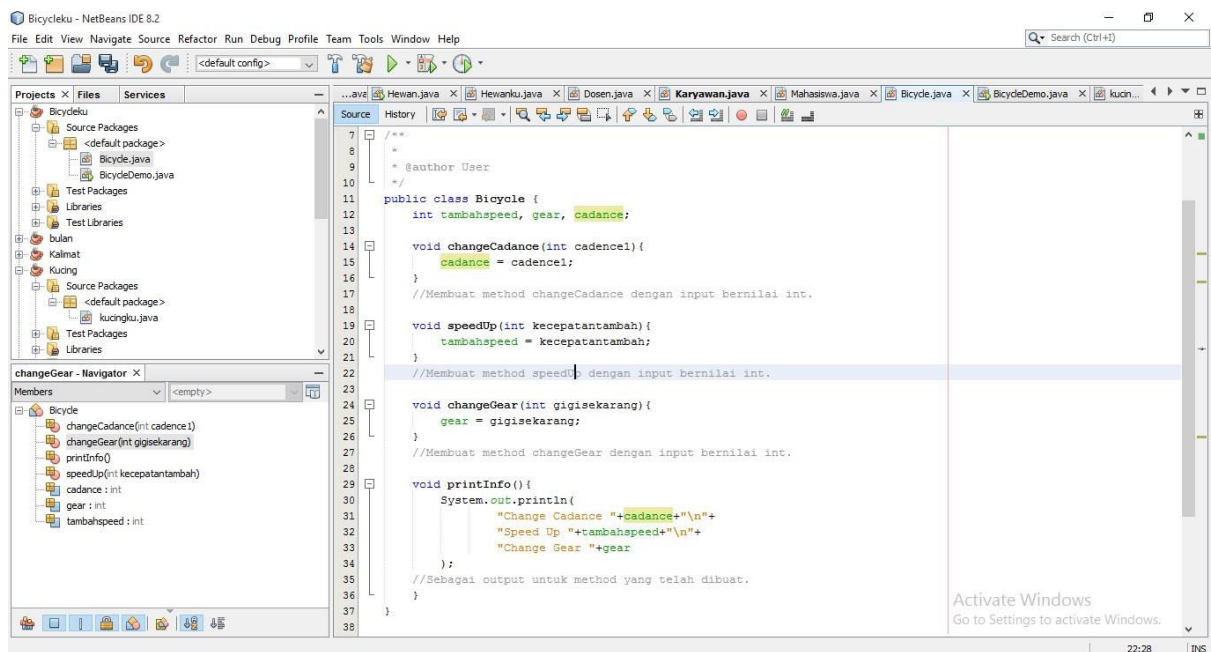 Bicycleku - NetBeans IDE 8.2
File Edit View Navigate Source Refactor Run Debug Profile Team Tools Window Help
Search (Ctrl+I)
<default config>
Projects Files Services
...ava Hewan.java Hewanku.java Dosen.java Karyawan.java Mahasiswa.java Bicycle.java BicycleDemo.java kucin...
Bicycleku
Source Packages
<default package>
Bicycle.java
BicycleDemo.java
Test Packages
Libraries
Test Libraries
bulan
Kalimat
Kucing
Source Packages
<default package>
kucingku.java
Test Packages
Libraries
changeGear - Navigator
Members <empty>
Bicycle
changeCadance(int cadence1)
changeGear(int gigisekarang)
printInfo()
speedUp(int kecepatantambah)
cadance : int
gear : int
tambahspeed : int
Source History
7 /**
8 *
9 * @author User
10 */
11 public class Bicycle {
12 int tambahspeed, gear, cadance;
13
14 void changeCadance(int cadence1){
15 cadance = cadence1;
16 }
17 //Membuat method changeCadance dengan input bernilai int.
18
19 void speedUp(int kecepatantambah){
20 tambahspeed = kecepatantambah;
21 }
22 //Membuat method speedUp dengan input bernilai int.
23
24 void changeGear(int gigisekarang){
25 gear = gigisekarang;
26 }
27 //Membuat method changeGear dengan input bernilai int.
28
29 void printInfo(){
30 System.out.println(
31 "Change Cadance "+cadance+"\n"+
32 "Speed Up "+tambahspeed+"\n"+
33 "Change Gear "+gear
34 );
35 //Sebagai output untuk method yang telah dibuat.
36 }
37 }
38
Activate Windows
Go to Settings to activate Windows.
22:28 INS